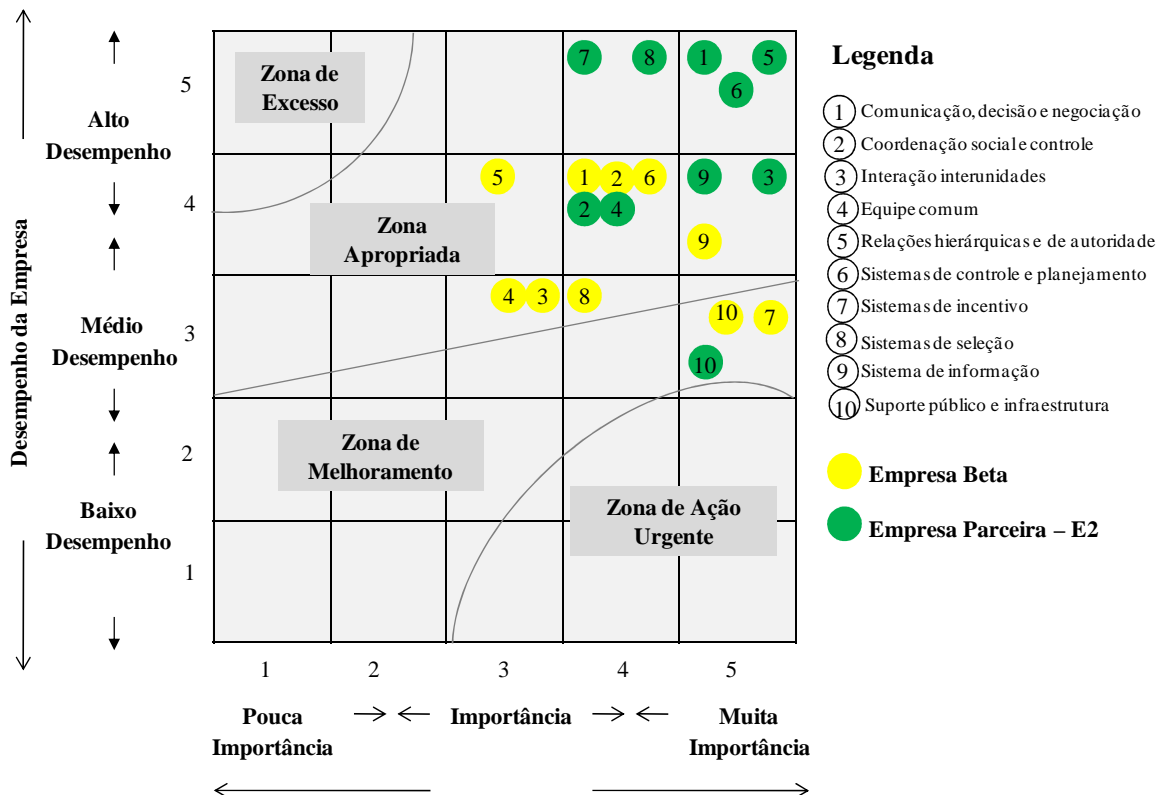 Desempenho da Empresa
Alto
Desempenho
Médio
Desempenho
Baixo
Desempenho
5
4
3
2
1
Zona de
Excesso
7
8
1
5
6
5
1
2
6
9
3
2
4
9
Zona
Apropriada
4
3
8
10
7
10
Zona de
Melhoramento
Zona de Ação
Urgente
1
2
3
4
5
Pouca
Importância
Importância
Muita
Importância
Legenda
1 Comunicação, decisão e negociação
2 Coordenação social e controle
3 Interação interunidades
4 Equipe comum
5 Relações hierárquicas e de autoridade
6 Sistemas de controle e planejamento
7 Sistemas de incentivo
8 Sistemas de seleção
9 Sistema de informação
10 Suporte público e infraestrutura
Empresa Beta
Empresa Parceira – E2